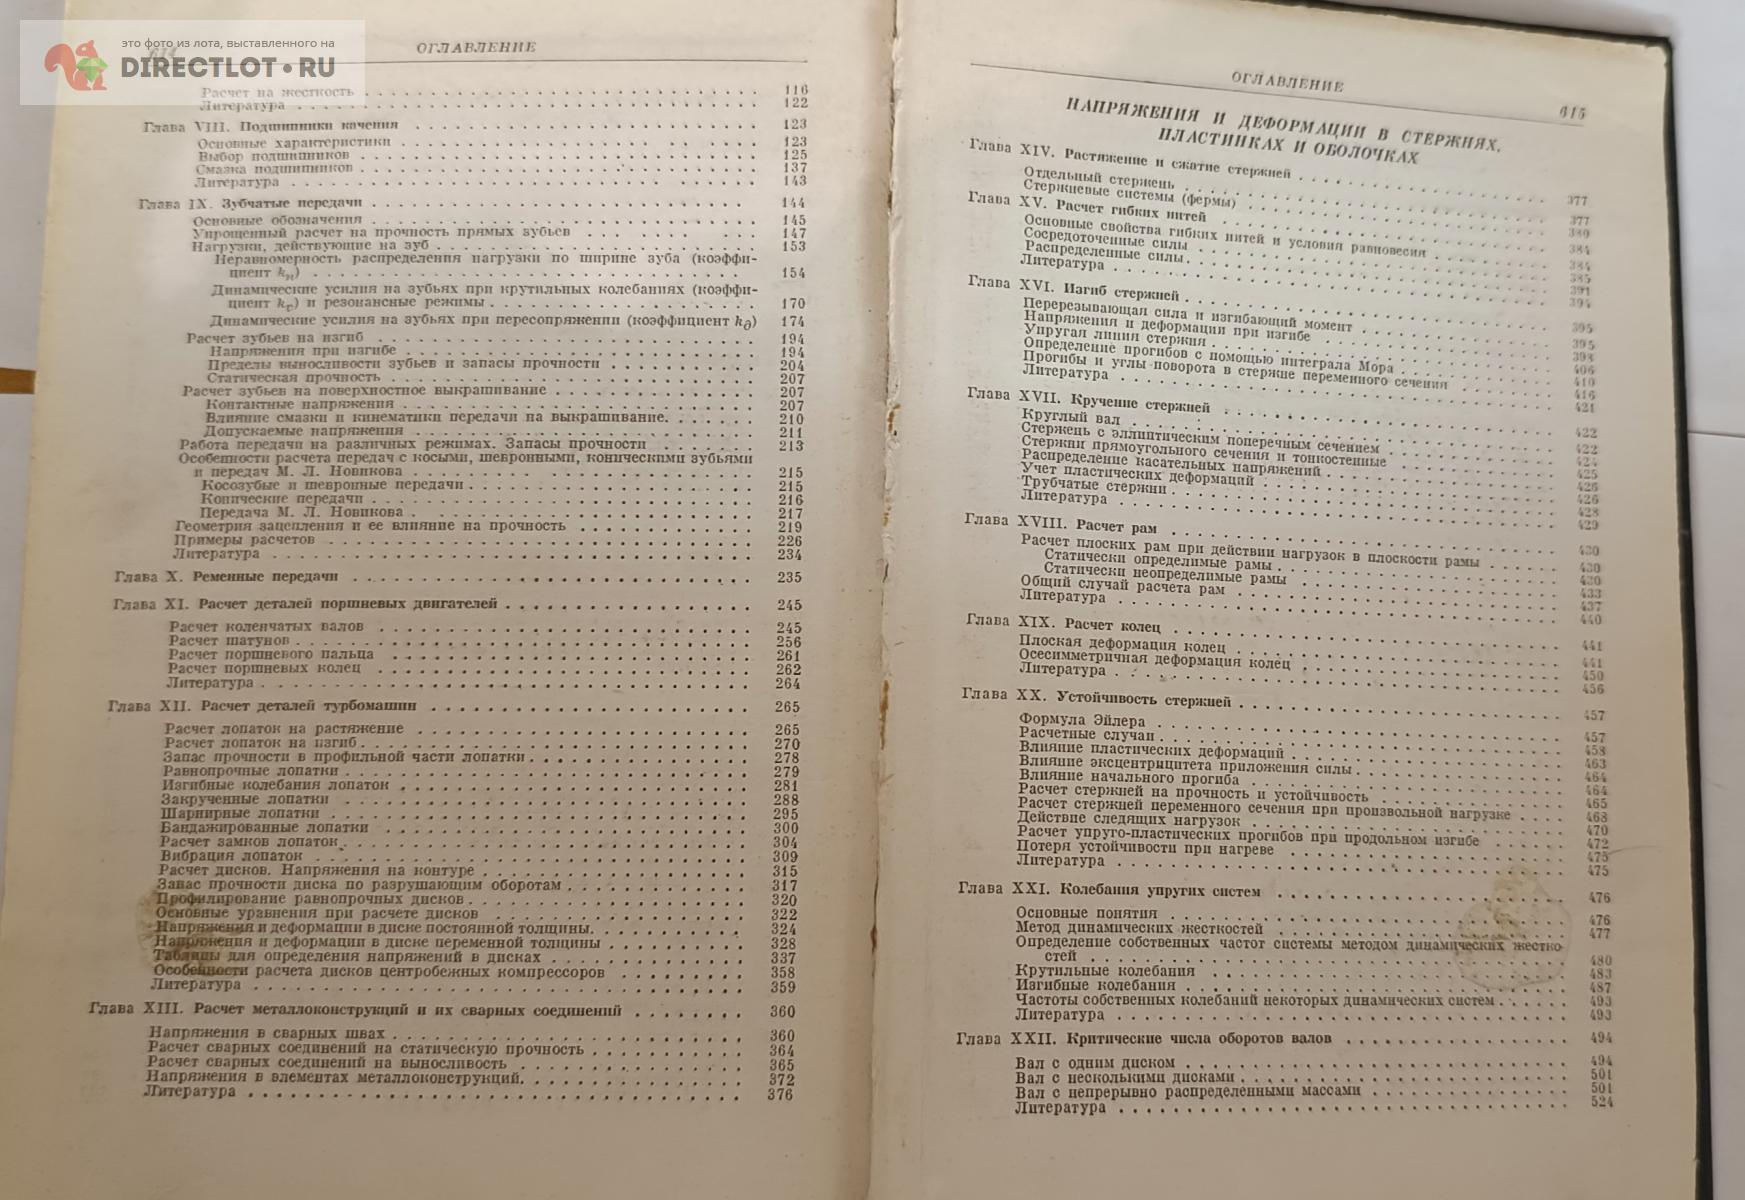 это фото из лота, выставленного на
DIRECTLOT.RU
ОГЛАВЛЕНИЕ
Расчет на жесткость 116
Литература 122
Глава VIII. Подшипники качения 123
Основные характеристики 123
Выбор подшипников 125
Смазка подшипников 137
Литература 143
Глава IX. Зубчатые передачи 144
Основные обозначения 145
Упрощенный расчет на прочность прямых зубьев 147
Нагрузки, действующие на зуб 153
Неравномерность распределения нагрузки по ширине зуба (коэффи-
циент kн) 154
Динамические усилия на зубьях при крутильных колебаниях (коэффи-
циент kс) и резонансные режимы 170
Динамические усилия на зубьях при пересопряжении (коэффициент kд) 174
Расчет зубьев на изгиб 194
Напряжения при изгибе 194
Пределы выносливости зубьев и запасы прочности 204
Статическая прочность 207
Расчет зубьев на поверхностное выкрашивание 207
Контактные напряжения 207
Влияние смазки и кинематики передачи на выкрашивание. 210
Допускаемые напряжения 211
Работа передачи на различных режимах. Запасы прочности 213
Особенности расчета передач с косыми, шевронными, коническими зубьями
и передач М. Л. Новикова 215
Косозубые и шевронные передачи 215
Конические передачи 216
Передача М. Л. Новикова 217
Геометрия зацепления и ее влияние на прочность 219
Примеры расчетов 226
Литература 234
Глава X. Ременные передачи 235
Глава XI. Расчет деталей поршневых двигателей 245
Расчет коленчатых валов 245
Расчет шатунов 256
Расчет поршневого пальца 261
Расчет поршневых колец 262
Литература 264
Глава XII. Расчет деталей турбомашин 265
Расчет лопаток на растяжение 265
Расчет лопаток на изгиб 270
Запас прочности в профильной части лопатки 278
Равнопрочные лопатки 279
Изгибные колебания лопаток 281
Закрученные лопатки 288
Шарнирные лопатки 295
Бандажированные лопатки 300
Расчет замков лопаток 304
Вибрация лопаток 309
Расчет дисков. Напряжения на контуре 315
Запас прочности диска по разрушающим оборотам 317
Профилирование равнопрочных дисков 320
Основные уравнения при расчете дисков 322
Напряжения и деформации в диске постоянной толщины. 324
Напряжения и деформации в диске переменной толщины 328
Таблицы для определения напряжений в дисках 337
Особенности расчета дисков центробежных компрессоров 358
Литература 359
Глава XIII. Расчет металлоконструкций и их сварных соединений 360
Напряжения в сварных швах 360
Расчет сварных соединений на статическую прочность 364
Расчет сварных соединений на выносливость 365
Напряжения в элементах металлоконструкций. 372
Литература 376
ОГЛАВЛЕНИЕ 615
НАПРЯЖЕНИЯ И ДЕФОРМАЦИИ В СТЕРЖНЯХ,
ПЛАСТИНКАХ И ОБОЛОЧКАХ
Глава XIV. Растяжение и сжатие стержней 377
Отдельный стержень 377
Стержневые системы (фермы) 380
Глава XV. Расчет гибких нитей 384
Основные свойства гибких нитей и условия равновесия 384
Сосредоточенные силы 385
Распределенные силы 391
Литература 394
Глава XVI. Изгиб стержней 395
Перерезывающая сила и изгибающий момент 395
Напряжения и деформации при изгибе 398
Упругая линия стержня 406
Определение прогибов с помощью интеграла Мора 410
Прогибы и углы поворота в стержне переменного сечения 416
Литература 421
Глава XVII. Кручение стержней 422
Круглый вал 422
Стержень с эллиптическим поперечным сечением 424
Стержни прямоугольного сечения и тонкостенные 425
Распределение касательных напряжений 426
Учет пластических деформаций 426
Трубчатые стержни 428
Литература 429
Глава XVIII. Расчет рам 430
Расчет плоских рам при действии нагрузок в плоскости рамы 430
Статически определимые рамы 430
Статически неопределимые рамы 433
Общий случай расчета рам 437
Литература 440
Глава XIX. Расчет колец 441
Плоская деформация колец 441
Осесимметричная деформация колец 450
Литература 456
Глава XX. Устойчивость стержней 457
Формула Эйлера 457
Расчетные случаи 458
Влияние пластических деформаций 463
Влияние эксцентрицитета приложения силы 464
Влияние начального прогиба 464
Расчет стержней на прочность и устойчивость 465
Расчет стержней переменного сечения при произвольной нагрузке 468
Действие следящих нагрузок 470
Расчет упруго-пластических прогибов при продольном изгибе 472
Потеря устойчивости при нагреве 475
Литература 475
Глава XXI. Колебания упругих систем 476
Основные понятия 476
Метод динамических жесткостей 477
Определение собственных частот системы методом динамических жестко-
стей 480
Крутильные колебания 483
Изгибные колебания 487
Частоты собственных колебаний некоторых динамических систем 493
Литература 493
Глава XXII. Критические числа оборотов валов 494
Вал с одним диском 494
Вал с несколькими дисками 501
Вал с непрерывно распределенными массами 501
Литература 524